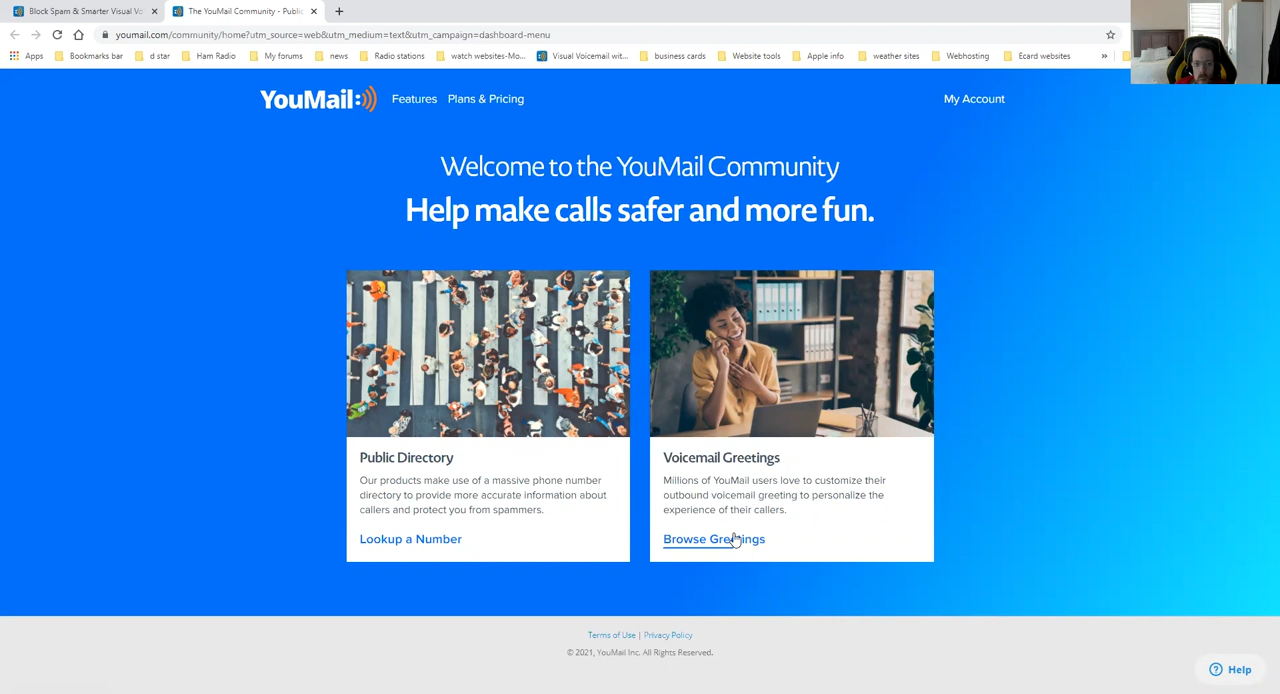 Block Spam & Smarter Visual Vo
The YouMail Community - Public
youmail.com/community/home?utm_source=web&utm_medium=text&utm_campaign=dashboard-menu
Apps Bookmarks bar d star Ham Radio My forums news Radio stations watch websites-Mo... Visual Voicemail wit... business cards Website tools Apple info weather sites Webhosting Ecard websites »
YouMail:)) Features Plans & Pricing My Account
Welcome to the YouMail Community
Help make calls safer and more fun.
Public Directory
Our products make use of a massive phone number
directory to provide more accurate information about
callers and protect you from spammers.
Lookup a Number
Voicemail Greetings
Millions of YouMail users love to customize their
outbound voicemail greeting to personalize the
experience of their callers.
Browse Greetings
Terms of Use | Privacy Policy
© 2021, YouMail Inc. All Rights Reserved.
Help